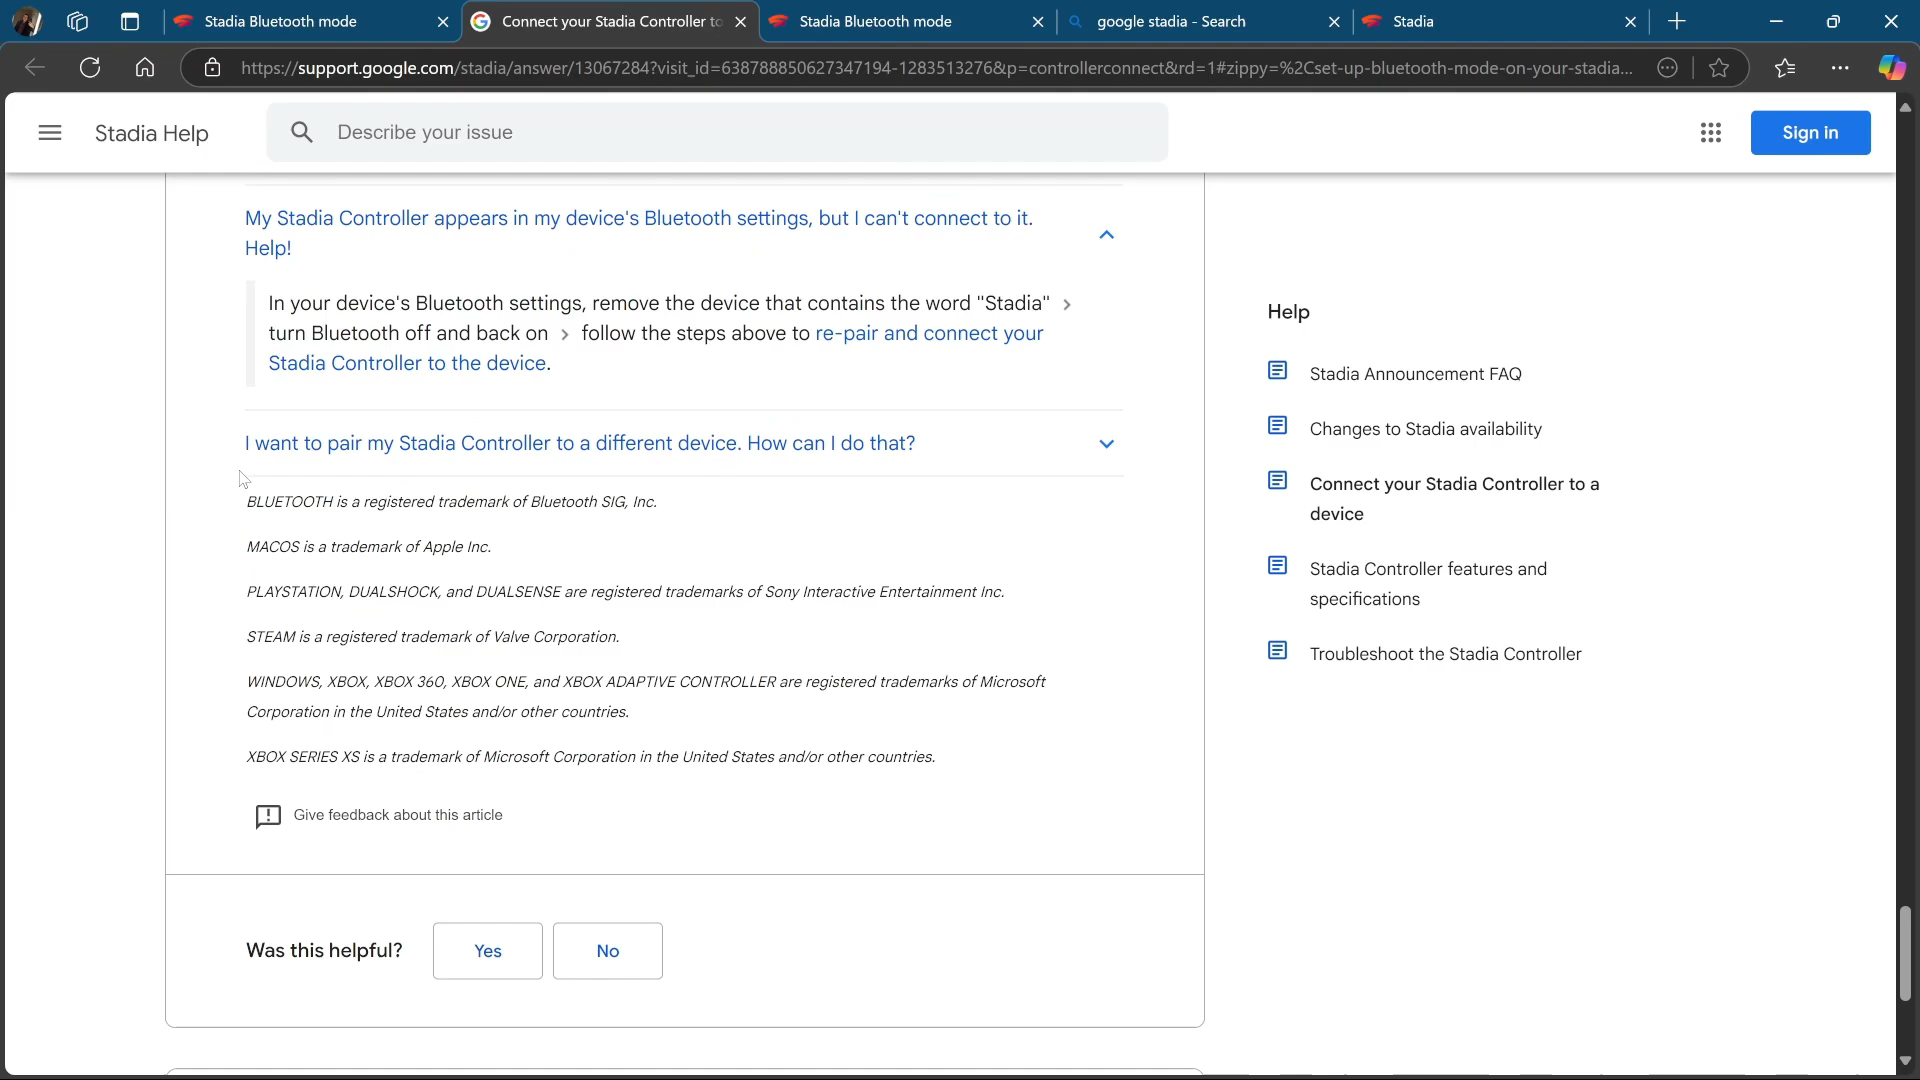 Stadia Bluetooth mode
Connect your Stadia Controller to
Stadia Bluetooth mode
google stadia - Search
Stadia
https://support.google.com/stadia/answer/13067284?visit_id=638788850627347194-1283513276&p=controllerconnect&rd=1#zippy=%2Cset-up-bluetooth-mode-on-your-stadia...
Stadia Help
Describe your issue
Sign in
My Stadia Controller appears in my device's Bluetooth settings, but I can't connect to it.
Help!
In your device's Bluetooth settings, remove the device that contains the word "Stadia" >
turn Bluetooth off and back on > follow the steps above to re-pair and connect your
Stadia Controller to the device.
I want to pair my Stadia Controller to a different device. How can I do that?
BLUETOOTH is a registered trademark of Bluetooth SIG, Inc.
MACOS is a trademark of Apple Inc.
PLAYSTATION, DUALSHOCK, and DUALSENSE are registered trademarks of Sony Interactive Entertainment Inc.
STEAM is a registered trademark of Valve Corporation.
WINDOWS, XBOX, XBOX 360, XBOX ONE, and XBOX ADAPTIVE CONTROLLER are registered trademarks of Microsoft
Corporation in the United States and/or other countries.
XBOX SERIES XS is a trademark of Microsoft Corporation in the United States and/or other countries.
Give feedback about this article
Was this helpful?
Yes
No
Help
Stadia Announcement FAQ
Changes to Stadia availability
Connect your Stadia Controller to a
device
Stadia Controller features and
specifications
Troubleshoot the Stadia Controller